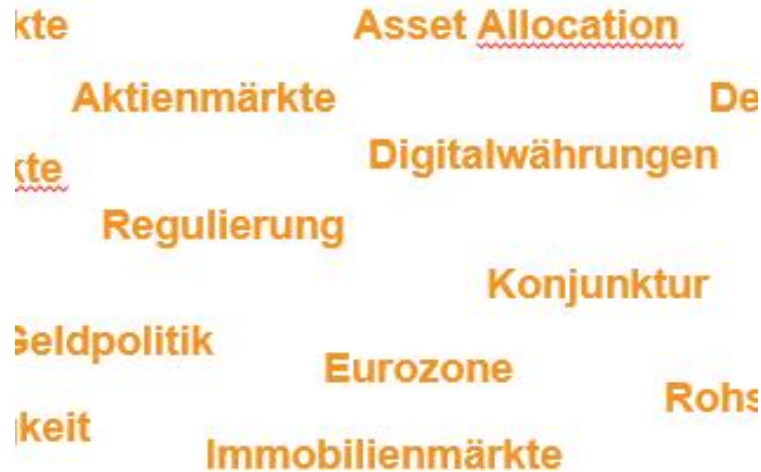 kte
Asset Allocation
Aktienmärkte
De
kte
Digitalwährungen
Regulierung
Konjunktur
Geldpolitik
Eurozone
Rohs
keit
Immobilienmärkte